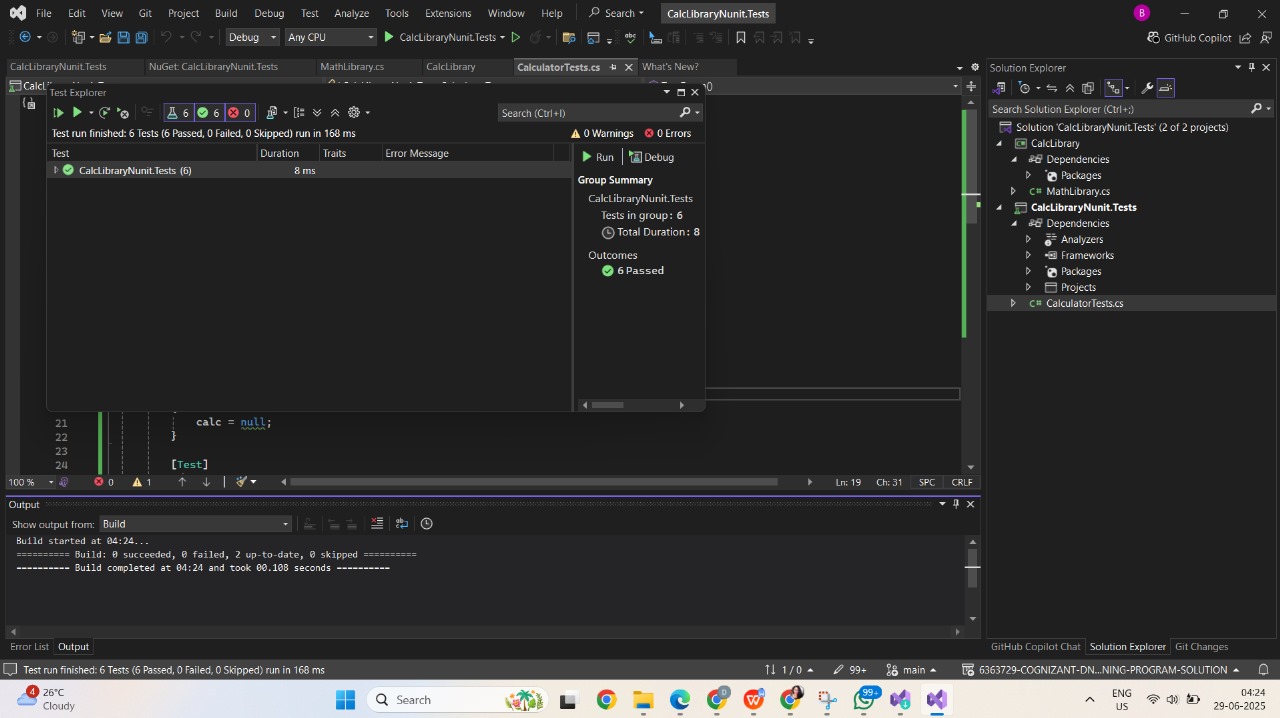 File Edit View Git Project Build Debug Test Analyze Tools Extensions Window Help Search CalcLibraryNunit.Tests B
Debug Any CPU CalcLibraryNunit.Tests GitHub Copilot
CalcLibraryNunit.Tests NuGet: CalcLibraryNunit.Tests MathLibrary.cs CalcLibrary CalculatorTests.cs What's New?
Test Explorer
6 6 0 Search (Ctrl+I)
Test run finished: 6 Tests (6 Passed, 0 Failed, 0 Skipped) run in 168 ms 0 Warnings 0 Errors
Test Duration Traits Error Message
CalcLibraryNunit.Tests (6) 8 ms
Run Debug
Group Summary
CalcLibraryNunit.Tests
Tests in group: 6
Total Duration: 8
Outcomes
6 Passed
21 calc = null;
22 }
23
24 [Test]
100 % 0 1 Ln: 19 Ch: 31 SPC CRLF
Output
Show output from: Build
Build started at 04:24...
========== Build: 0 succeeded, 0 failed, 2 up-to-date, 0 skipped ==========
========== Build completed at 04:24 and took 00.108 seconds ==========
Error List Output
Solution Explorer
Search Solution Explorer (Ctrl+;)
Solution 'CalcLibraryNunit.Tests' (2 of 2 projects)
CalcLibrary
Dependencies
Packages
C# MathLibrary.cs
CalcLibraryNunit.Tests
Dependencies
Analyzers
Frameworks
Packages
Projects
C# CalculatorTests.cs
GitHub Copilot Chat Solution Explorer Git Changes
Test run finished: 6 Tests (6 Passed, 0 Failed, 0 Skipped) run in 168 ms 1 / 0 99+ main 6363729-COGNIZANT-DN...NING-PROGRAM-SOLUTION
4 26°C
Cloudy
Search
99+
ENG
US
04:24
29-06-2025